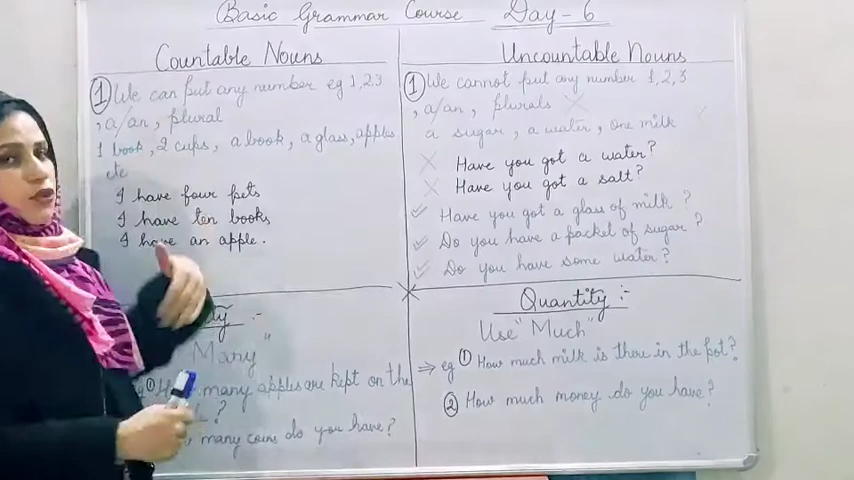 Basic Grammar Course Day - 6
Countable Nouns
① We can put any number eg 1,2,3
, a/an, plural
1 book, 2 cups, a book, a glass, apples
etc
I have four pets
I have ten books
I have an apple.
"Many"
eg ① many apples are kept on the
?
many coins do you have?
Uncountable Nouns
① We cannot put any number 1,2,3
, a/an, plurals ×
a sugar, a water, one milk
× Have you got a water?
× Have you got a salt?
✓ Have you got a glass of milk?
✓ Do you have a packet of sugar?
✓ Do you have some water?
Quantity :-
Use "Much"
⇒ eg ① How much milk is there in the pot?
② How much money do you have?